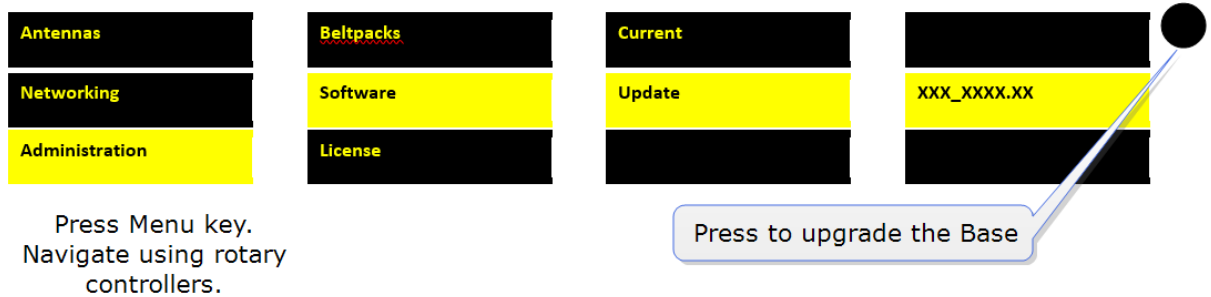 Antennas
Networking
Administration
Beltpacks
Software
License
Current
Update
XXX_XXXX.XX
Press Menu key.
Navigate using rotary
controllers.
Press to upgrade the Base